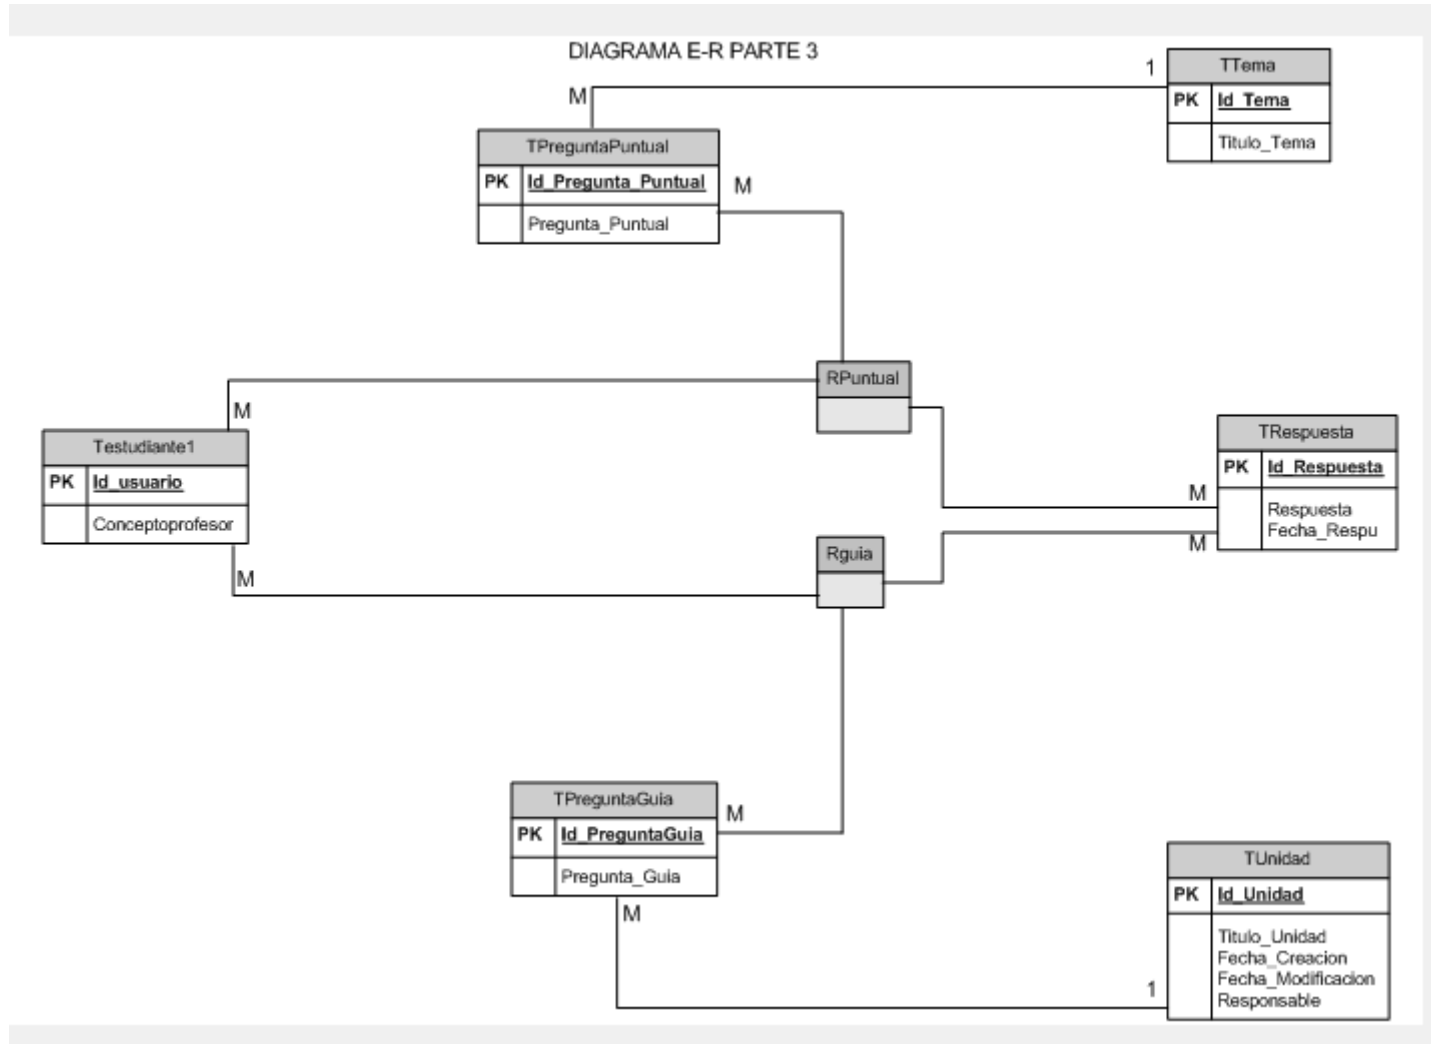 DIAGRAMA E-R PARTE 3
1
TTema
PK Id_Tema
Titulo_Tema
M
TPreguntaPuntual
PK Id_Pregunta_Puntual
Pregunta_Puntual
M
RPuntual
M
Testudiante1
PK Id_usuario
Conceptoprofesor
M
TRespuesta
PK Id_Respuesta
Respuesta
Fecha_Respu
M
M
Rguia
TPreguntaGuia
PK Id_PreguntaGuia
Pregunta_Guia
M
M
TUnidad
PK Id_Unidad
Titulo_Unidad
Fecha_Creacion
Fecha_Modificacion
Responsable
1